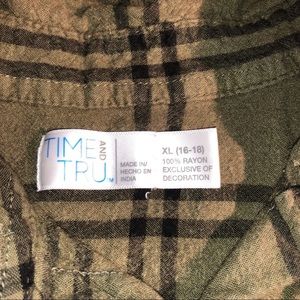 TIME AND
TRU
MADE IN/
HECHO EN
INDIA
XL (16-18)
100% RAYON
EXCLUSIVE OF
DECORATION